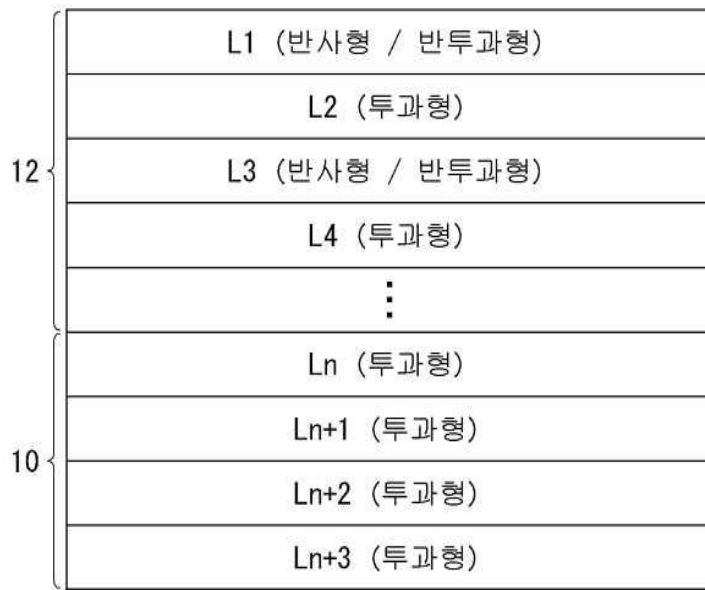 L1 (반사형 / 반투과형)
L2 (투과형)
12
L3 (반사형 / 반투과형)
L4 (투과형)
⋮
Ln (투과형)
Ln+1 (투과형)
10
Ln+2 (투과형)
Ln+3 (투과형)